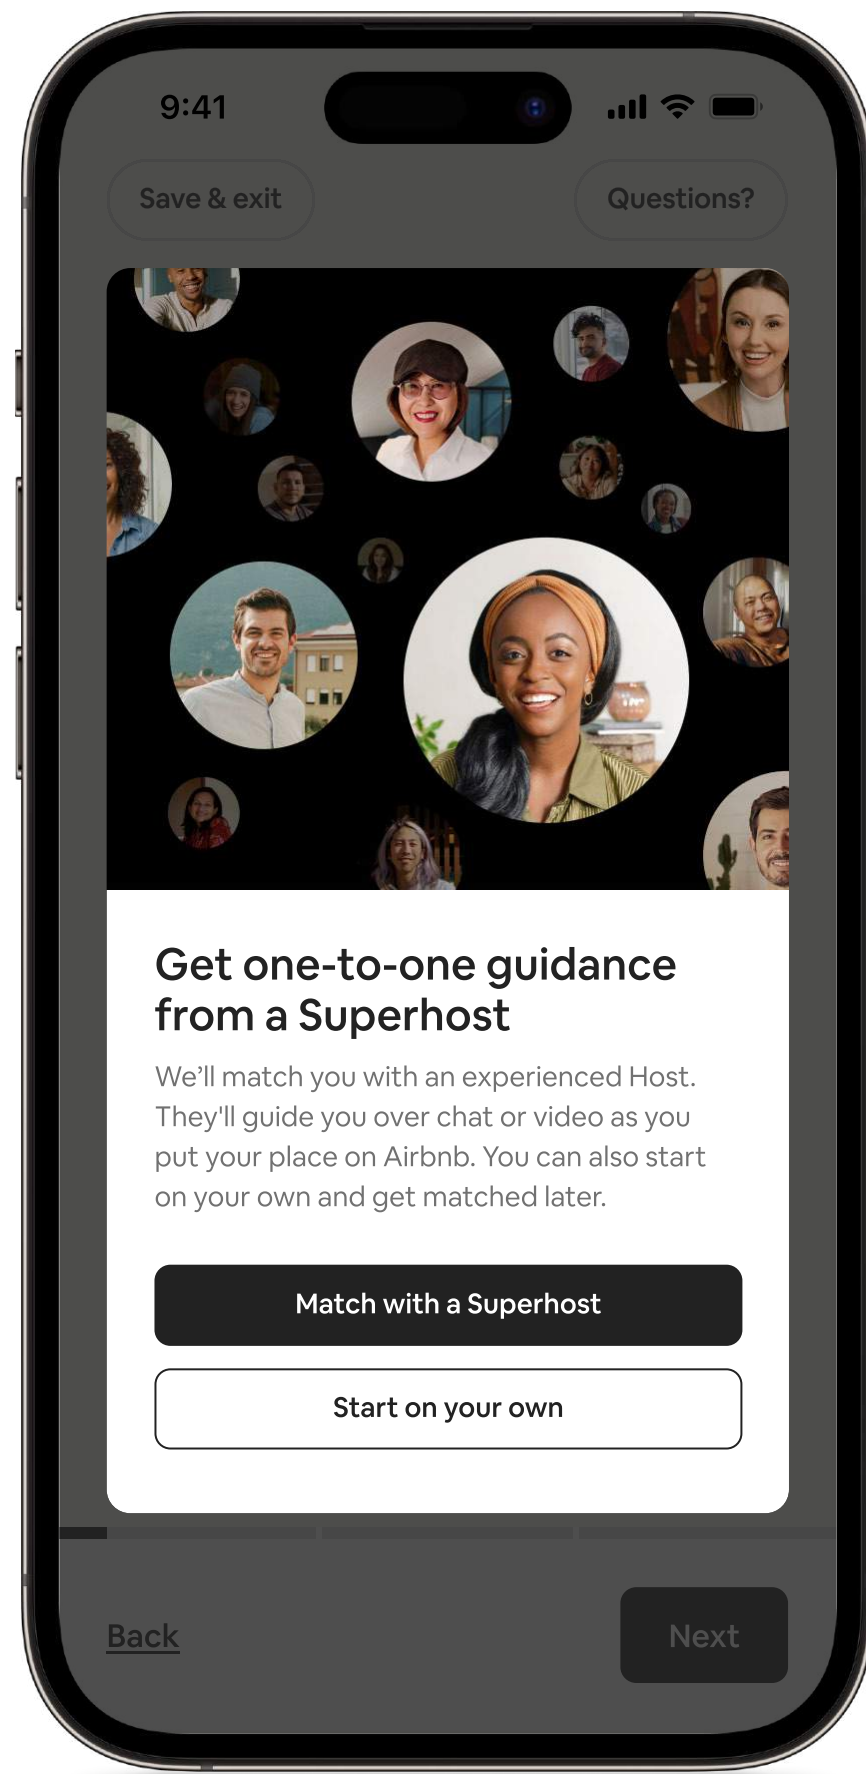 9:41
Save & exit
Questions?
Get one-to-one guidance
from a Superhost
We’ll match you with an experienced Host.
They'll guide you over chat or video as you
put your place on Airbnb. You can also start
on your own and get matched later.
Match with a Superhost
Start on your own
Back
Next